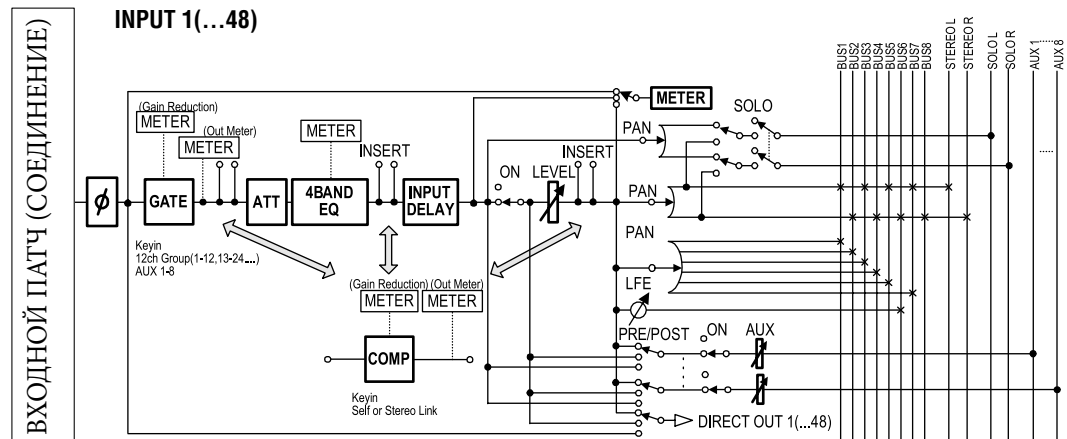 INPUT 1(...48)
ВХОДНОЙ ПАТЧ (СОЕДИНЕНИЕ)
BUS1
BUS2
BUS3
BUS4
BUS5
BUS6
BUS7
BUS8
STEREO L
STEREO R
SOLO L
SOLO R
AUX 1
AUX 8
(Gain Reduction)
METER
(Out Meter)
METER
METER
INSERT
METER
SOLO
PAN
INSERT
ON
LEVEL
ϕ
GATE
ATT
4BAND
EQ
INPUT
DELAY
PAN
Keyin
12ch Group(1-12,13-24....)
AUX 1-8
PAN
(Gain Reduction)
(Out Meter)
METER
METER
LFE
PRE/POST
ON
AUX
COMP
Keyin
Self or Stereo Link
DIRECT OUT 1(...48)